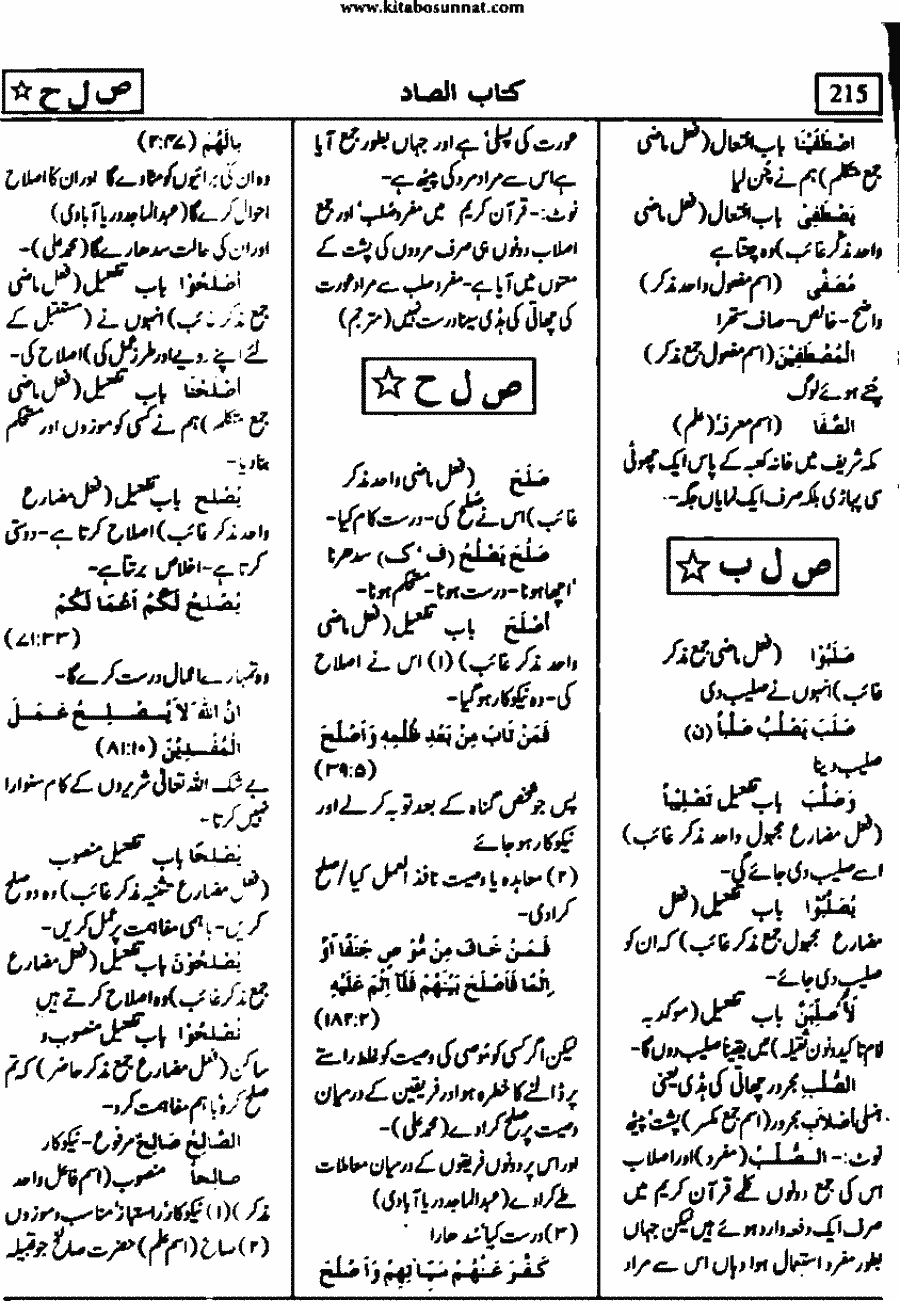 www.kitabosunnat.com
215
کتاب الصاد
ص ل ح ☆
اصْطَفَیْنَا باب افتعال (فعل ماضی
جمع متکلم) ہم نے چُن لیا
یَصْطَفِیْ باب افتعال (فعل ماضی
واحد مذکر غائب) وہ چنتا ہے
مُصَفًّی (اسم مفعول واحد مذکر)
واضح-خالص-صاف ستھرا
الْمُصْطَفَیْنَ (اسم مفعول جمع مذکر)
چنے ہوئے لوگ
الصَّفَا (اسم معرفہ) (علم)
مکہ شریف میں خانہ کعبہ کے پاس ایک چھوٹی
سی پہاڑی بلکہ صرف ایک نمایاں جگہ-
ص ل ب ☆
صَلَبُوْا (فعل ماضی جمع مذکر
غائب) انہوں نے صلیب دی
صَلَبَ یَصْلُبُ صَلْباً (ن)
صلیب دینا
وَصَلَّبَ باب تفعیل تَصْلِیْباً
(فعل مضارع مجہول واحد مذکر غائب)
اسے صلیب دی جائے گی-
یُصَلَّبُوْا باب تفعیل (فعل
مضارع مجہول جمع مذکر غائب) کہ ان کو
صلیب دی جائے-
لَاُصَلِّبَنَّ باب تفعیل (موکد بہ
لام تاکید و نون ثقیلہ) میں یقیناً صلیب دوں گا-
الصُّلْبِ مجرور چھاتی کی ہڈی یعنی
پسلی اَصْلَابِ مجرور (اسم جمع مکسر) پشت پیٹھ
نوٹ:- الصُّلْبُ (مفرد) اور اصلاب
اس کی جمع دونوں کلمے قرآن کریم میں
صرف ایک دفعہ وارد ہوئے ہیں لیکن جہاں
بطور مفرد استعمال ہوا وہاں اس سے مراد
عورت کی پسلی ہے اور جہاں بطور جمع آیا
ہے اس سے مراد مرد کی پیٹھ ہے-
نوٹ:- قرآن کریم میں مفرد صُلْب اور جمع
اصلاب دونوں ہی صرف مردوں کی پشت کے
معنوں میں آیا ہے- مفرد صلب سے مراد عورت
کی چھاتی کی ہڈی سینا درست نہیں (مترجم)
ص ل ح ☆
صَلَحَ (فعل ماضی واحد مذکر
غائب) اس نے صُلح کی-درست کام کیا-
صَلَحَ یَصْلُحُ (ف ' ک) سدھرنا
اچھا ہونا- درست ہونا- مستحکم ہونا-
اَصْلَحَ باب تفعیل (فعل ماضی
واحد مذکر غائب) (۱) اس نے اصلاح
کی-وہ نیکوکار ہوگیا-
فَمَنْ تَابَ مِنْ بَعْدِ ظُلْمِهٖ وَاَصْلَحَ
(۳۹:۵)
پس جو شخص گناہ کے بعد توبہ کرلے اور
نیکوکار ہوجائے
(۲) معاہدہ یا وصیت نافذ العمل کیا/صلح
کرا دی-
فَمَنْ خَافَ مِنْ مُّوْصٍ جَنَفًا اَوْ
اِثْمًا فَاَصْلَحَ بَیْنَهُمْ فَلَآ اِثْمَ عَلَیْهِ
(۱۸۲:۲)
لیکن اگر کسی کو مُوصی کی وصیت کو غلط راستے
پر ڈالنے کا خطرہ ہو اور فریقین کے درمیان
وصیت پر صلح کرا دے (محمد علی)-
اور اس پر دونوں فریقوں کے درمیان معاملات
طے کرا دے (عبدالماجد دریا آبادی)
(۳) درست کیا سُدھارا
کَفَّرَ عَنْهُمْ سَیِّاٰتِهِمْ وَاَصْلَحَ
بَالَهُمْ (۲:۴۷)
وہ ان کی برائیوں کو مٹا دے گا اور ان کا اصلاح
احوال کرے گا (عبدالماجد دریا آبادی)
اور ان کی حالت سدھارے گا (محمد علی)-
اَصْلَحُوْا باب تفعیل (فعل ماضی
جمع مذکر غائب) انہوں نے (مستقبل کے
لئے اپنے رویے اور طرز عمل کی) اصلاح کی-
اَصْلَحْنَا باب تفعیل (فعل ماضی
جمع متکلم) ہم نے کسی کو موزوں اور مستحکم
بنا دیا-
یُصْلِحُ باب تفعیل (فعل مضارع
واحد مذکر غائب) اصلاح کرتا ہے-دوستی
کرتا ہے-اخلاص برتتا ہے-
یُصْلِحْ لَکُمْ اَعْمَا لَکُمْ
(۷۱:۳۳)
وہ تمہارے اعمال درست کرے گا-
اِنَّ اللّٰهَ لَا یُصْلِحُ عَمَلَ
الْمُفْسِدِیْنَ (۸۱:۱۰)
بے شک اللہ تعالی شریروں کے کام سنوارا
نہیں کرتا-
یُصْلِحَا باب تفعیل منصوب
(فعل مضارع تثنیہ مذکر غائب) وہ دو صلح
کریں- باہمی مفاہمت پر عمل کریں-
یُصْلِحُوْنَ باب تفعیل (فعل مضارع
جمع مذکر غائب) وہ اصلاح کرتے ہیں
تُصْلِحُوْا باب تفعیل منصوب و
ساکن (فعل مضارع جمع مذکر حاضر) کہ تم
صلح کرو یا باہم مفاہمت کرو-
الصَّالِحُ صَالِحٌ مرفوع-نیکوکار
صَالِحاً منصوب (اسم فاعل واحد
مذکر) (۱) نیکوکار' راستباز' مناسب و موزوں
(۲) صالح (اسم علم) حضرت صالحؑ جو قبیلہ